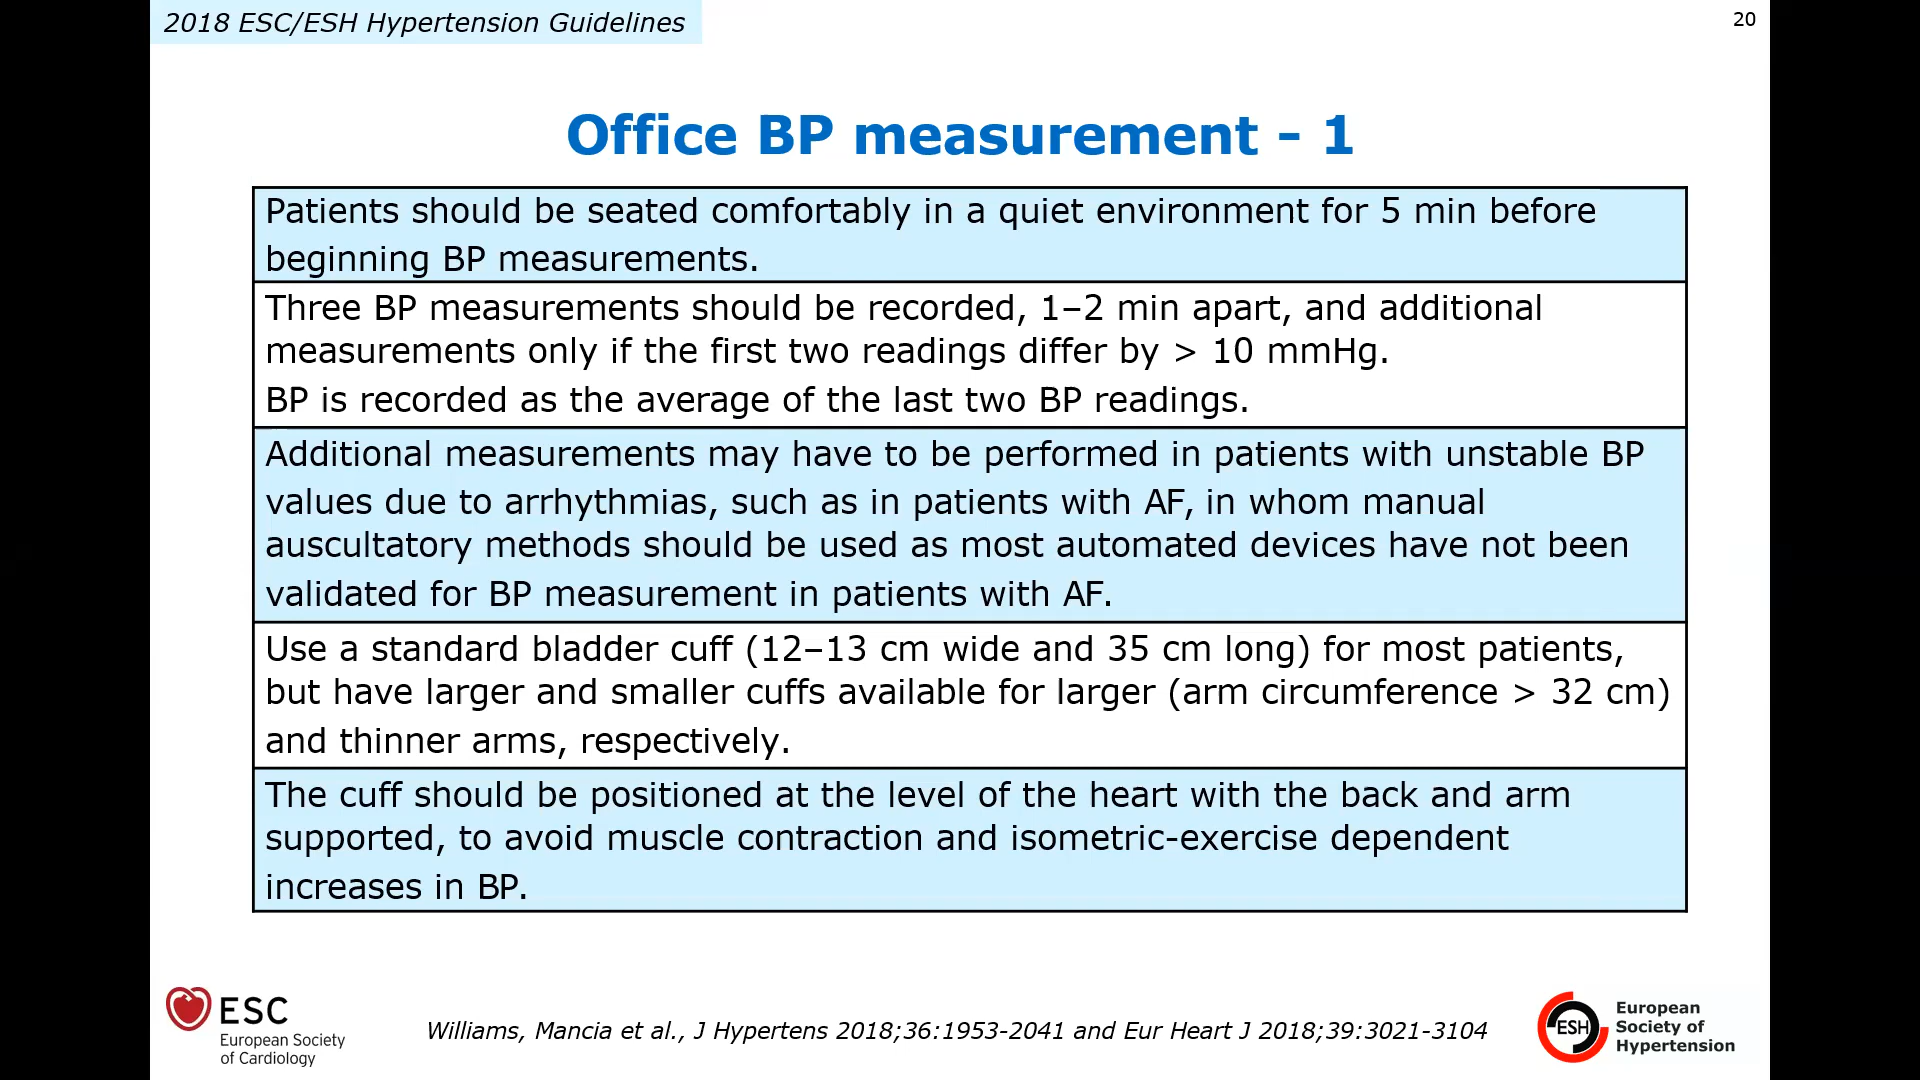 2018 ESC/ESH Hypertension Guidelines
20
Office BP measurement - 1
Patients should be seated comfortably in a quiet environment for 5 min before
beginning BP measurements.
Three BP measurements should be recorded, 1–2 min apart, and additional
measurements only if the first two readings differ by > 10 mmHg.
BP is recorded as the average of the last two BP readings.
Additional measurements may have to be performed in patients with unstable BP
values due to arrhythmias, such as in patients with AF, in whom manual
auscultatory methods should be used as most automated devices have not been
validated for BP measurement in patients with AF.
Use a standard bladder cuff (12–13 cm wide and 35 cm long) for most patients,
but have larger and smaller cuffs available for larger (arm circumference > 32 cm)
and thinner arms, respectively.
The cuff should be positioned at the level of the heart with the back and arm
supported, to avoid muscle contraction and isometric-exercise dependent
increases in BP.
ESC
European Society
of Cardiology
Williams, Mancia et al., J Hypertens 2018;36:1953-2041 and Eur Heart J 2018;39:3021-3104
ESH
European
Society of
Hypertension